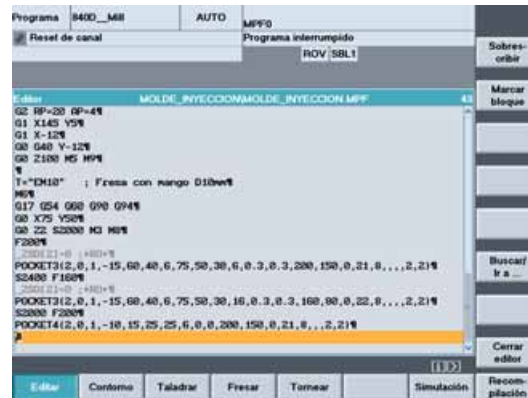 Programa 840D__Mill AUTO MPF0
Reset de canal Programa interrumpido
ROV SBL1
Sobres-
cribir
Editor MOLDE_INYECCION\MOLDE_INYECCION.MPF 43
Marcar
bloque
G2 RP=20 AP=4¶
G1 X145 Y5¶
G1 X-12¶
G0 G40 Y-12¶
G0 Z100 M5 M9¶
¶
T="EM10" ; Fresa con mango D10mm¶
M6¶
G17 G54 G60 G90 G94¶
G0 X75 Y50¶
G0 Z2 S2000 M3 M8¶
F200¶
POCKET3(2,0,1,-15,60,40,6,75,50,30,6,0.3,0.3,200,150,0,21,8,,,,2,2)¶
S2400 F160¶
POCKET3(2,0,1,-15,60,40,6,75,50,30,16,0.3,0.3,160,80,0,22,8,,,,2,2)¶
S2000 F200¶
POCKET4(2,0,1,-10,15,25,25,6,0,0,200,150,0,21,8,,,2,2)¶
Buscar/
Ir a ...
Cerrar
editor
Editar Contorno Taladrar Fresar Tornear Simulación
Recom-
pilación